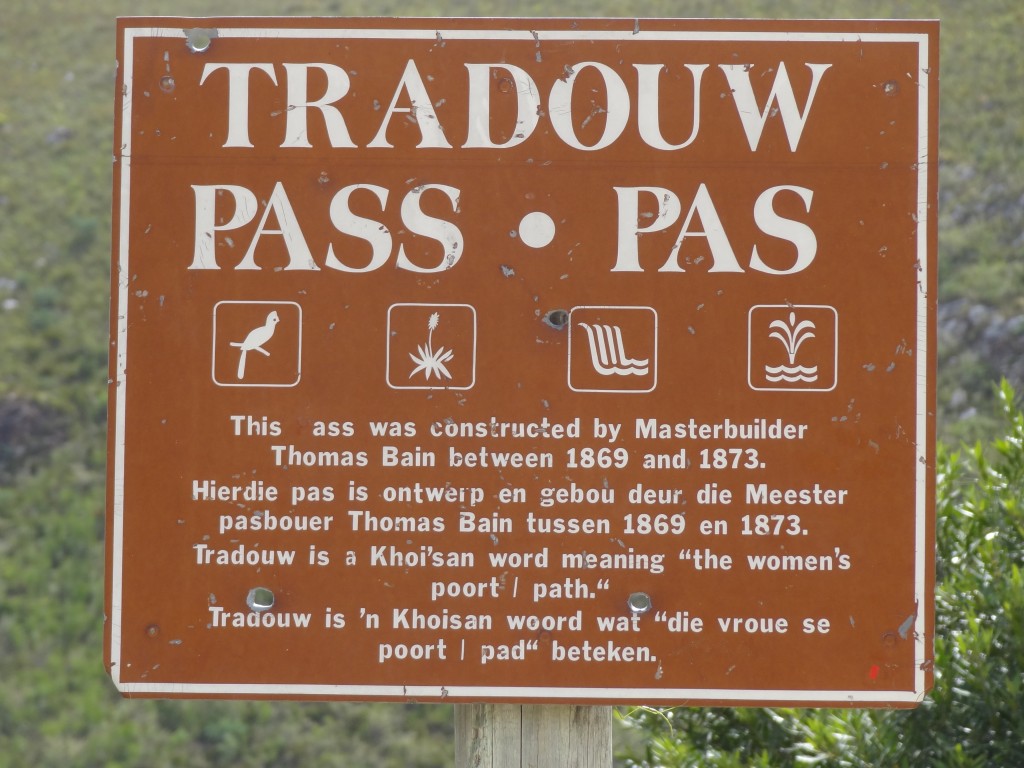 TRADOUW
PASS • PAS
This ass was constructed by Masterbuilder
Thomas Bain between 1869 and 1873.
Hierdie pas is ontwerp en gebou deur die Meester
pasbouer Thomas Bain tussen 1869 en 1873.
Tradouw is a Khoi'san word meaning “the women's
poort / path.“
Tradouw is 'n Khoisan woord wat “die vroue se
poort / pad“ beteken.